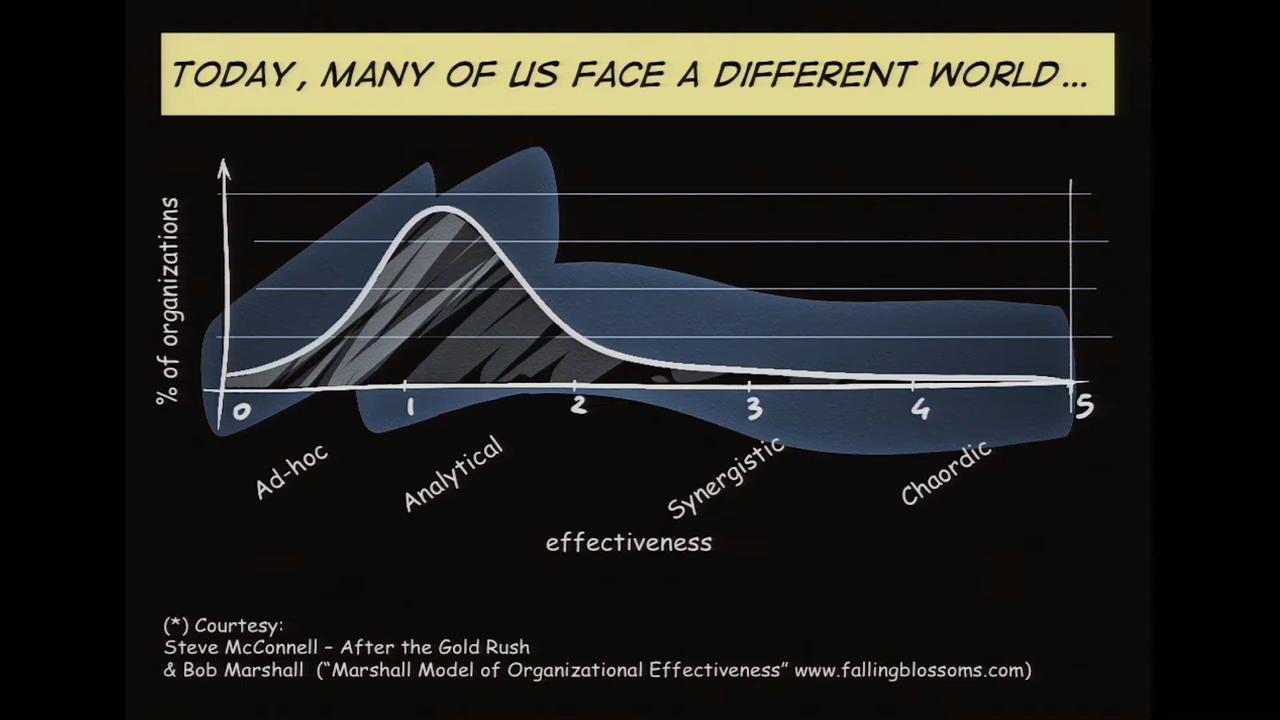 TODAY, MANY OF US FACE A DIFFERENT WORLD...
% of organizations
0 1 2 3 4 5
Ad-hoc
Analytical
Synergistic
Chaordic
effectiveness
(*) Courtesy:
Steve McConnell – After the Gold Rush
& Bob Marshall (“Marshall Model of Organizational Effectiveness” www.fallingblossoms.com)